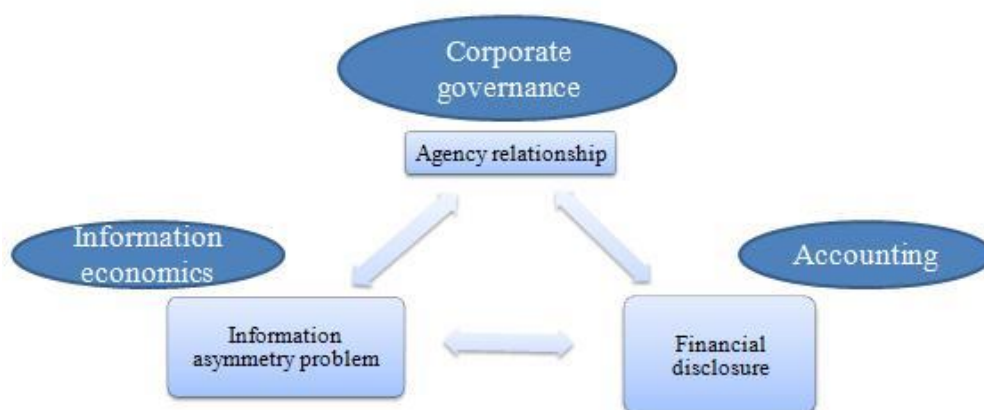 Corporate
governance
Agency relationship
Information
economics
Accounting
Information
asymmetry problem
Financial
disclosure